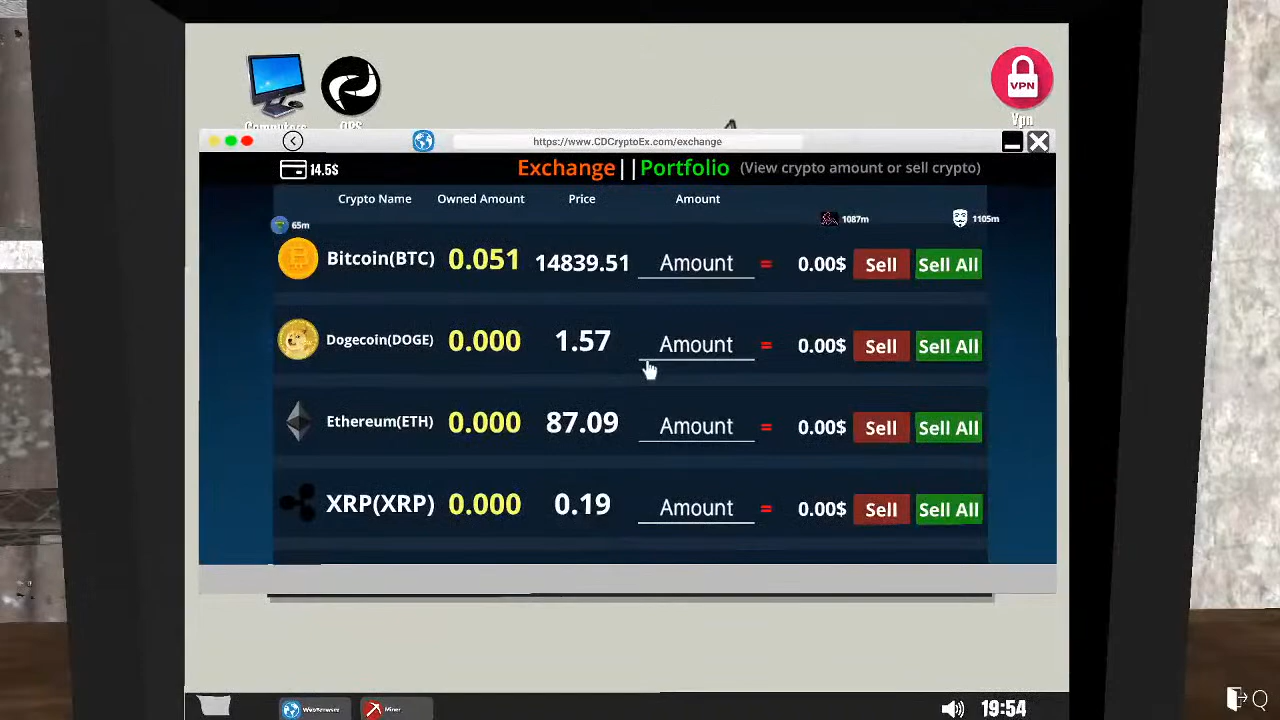 Computers
OPS
VPN
Vpn
https://www.CDCryptoEx.com/exchange
14.5$
Exchange||Portfolio (View crypto amount or sell crypto)
Crypto Name Owned Amount Price Amount
65m 1087m 1105m
Bitcoin(BTC) 0.051 14839.51 Amount = 0.00$ Sell Sell All
Dogecoin(DOGE) 0.000 1.57 Amount = 0.00$ Sell Sell All
Ethereum(ETH) 0.000 87.09 Amount = 0.00$ Sell Sell All
XRP(XRP) 0.000 0.19 Amount = 0.00$ Sell Sell All
WebBrowser Miner 19:54
Q